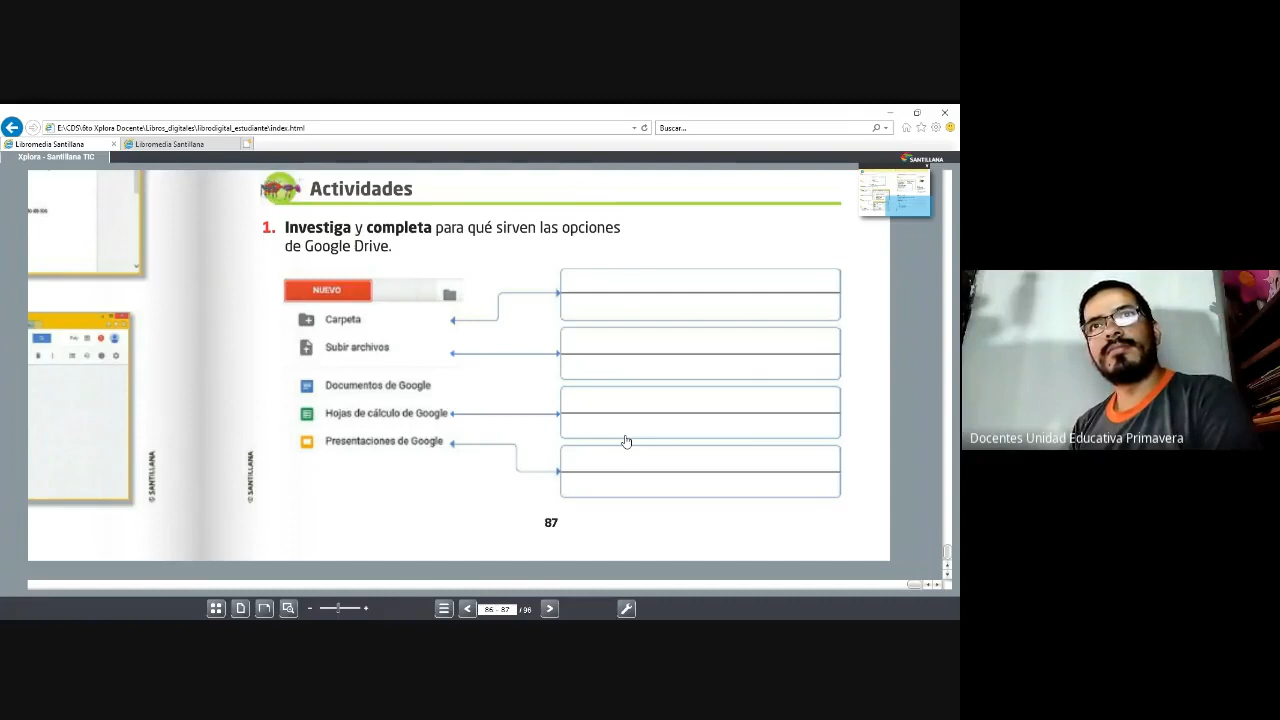 E:\CDS\6to Xplora Docente\Libros_digitales\librodigital_estudiante\index.html
Buscar...
Libromedia Santillana
Libromedia Santillana
Xplora - Santillana TIC
SANTILLANA
Actividades
1. Investiga y completa para qué sirven las opciones
de Google Drive.
NUEVO
Carpeta
Subir archivos
Documentos de Google
Hojas de cálculo de Google
Presentaciones de Google
© SANTILLANA
© SANTILLANA
87
86 - 87 / 96
Docentes Unidad Educativa Primavera